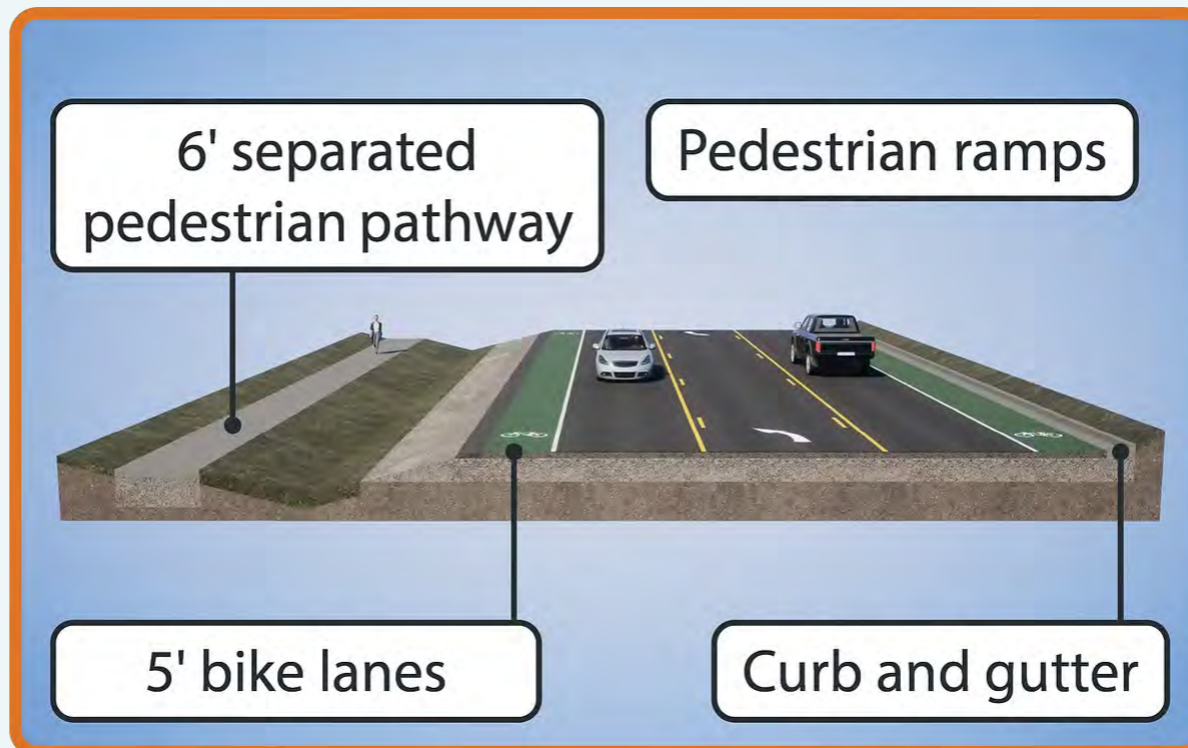 6' separated
pedestrian pathway
Pedestrian ramps
5' bike lanes
Curb and gutter